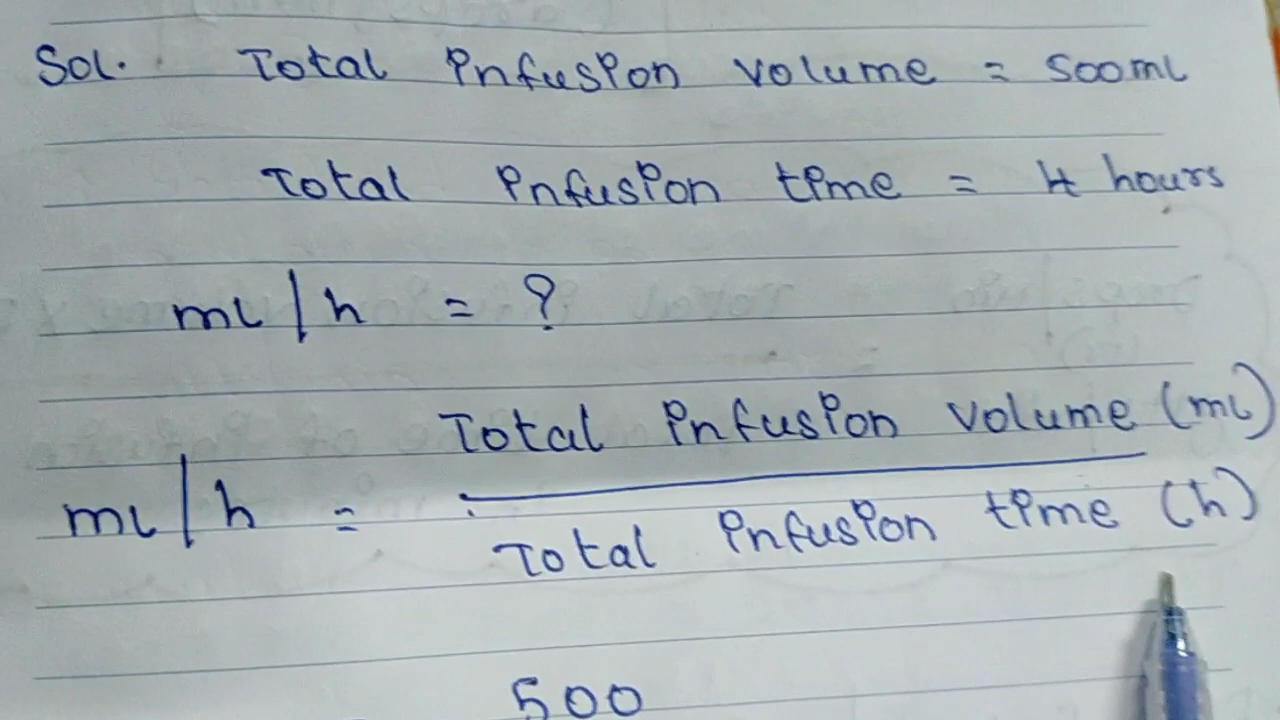 Sol. Total infusion volume = 500ml
Total infusion time = 4 hours
ml/h = ?
Total infusion volume (ml)
ml/h = 
Total infusion time (h)
500